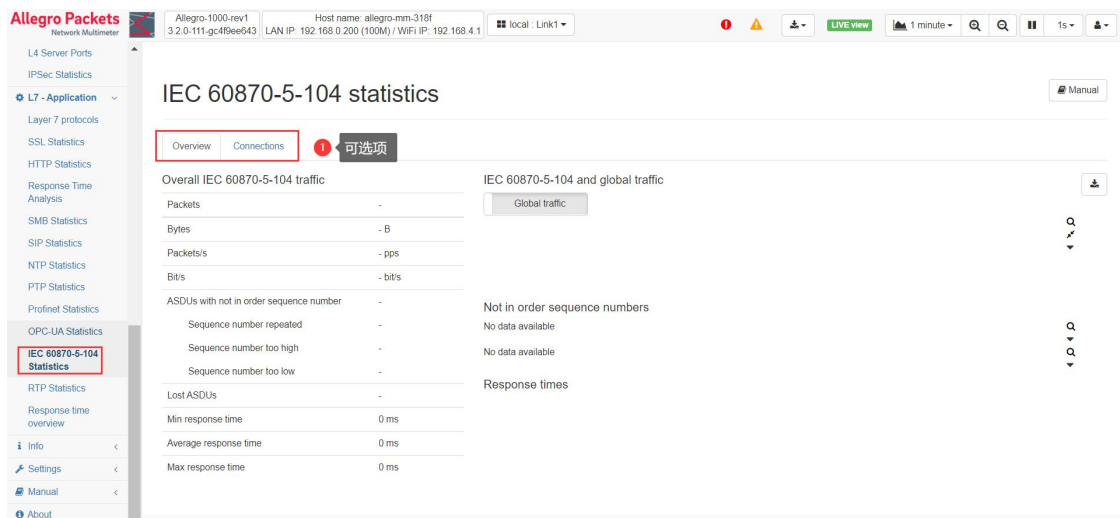 Allegro Packets
Network Multimeter
Allegro-1000-rev1
3.2.0-111-gc4f9ee643
Host name: allegro-mm-318f
LAN IP: 192.168.0.200 (100M) / WiFi IP: 192.168.4.1
local : Link1
LIVE view
1 minute
1s
L4 Server Ports
IPSec Statistics
L7 - Application
Layer 7 protocols
SSL Statistics
HTTP Statistics
Response Time
Analysis
SMB Statistics
SIP Statistics
NTP Statistics
PTP Statistics
Profinet Statistics
OPC-UA Statistics
IEC 60870-5-104
Statistics
RTP Statistics
Response time
overview
Info
Settings
Manual
About
IEC 60870-5-104 statistics
Manual
Overview
Connections
1 可选项
Overall IEC 60870-5-104 traffic
Packets -
Bytes - B
Packets/s - pps
Bit/s - bit/s
ASDUs with not in order sequence number -
Sequence number repeated -
Sequence number too high -
Sequence number too low -
Lost ASDUs -
Min response time 0 ms
Average response time 0 ms
Max response time 0 ms
IEC 60870-5-104 and global traffic
Global traffic
Not in order sequence numbers
No data available
No data available
Response times